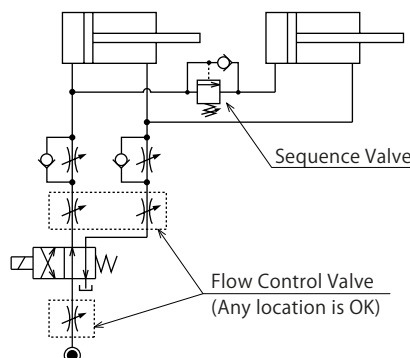 Sequence Valve
Flow Control Valve
(Any location is OK)